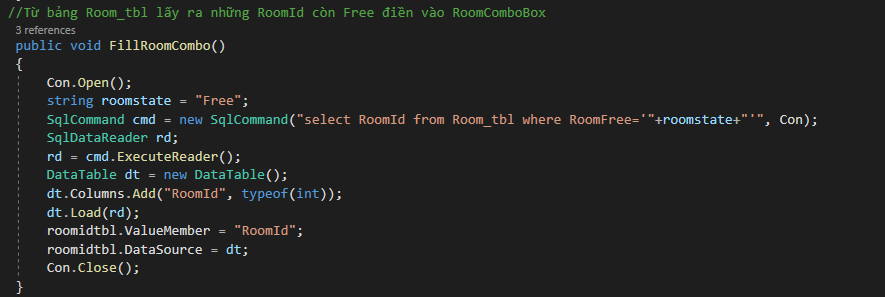 //Từ bảng Room_tbl lấy ra những RoomId còn Free điền vào RoomComboBox
3 references
public void FillRoomCombo()
{
Con.Open();
string roomstate = "Free";
SqlCommand cmd = new SqlCommand("select RoomId from Room_tbl where RoomFree='"+roomstate+"'", Con);
SqlDataReader rd;
rd = cmd.ExecuteReader();
DataTable dt = new DataTable();
dt.Columns.Add("RoomId", typeof(int));
dt.Load(rd);
roomidtbl.ValueMember = "RoomId";
roomidtbl.DataSource = dt;
Con.Close();
}